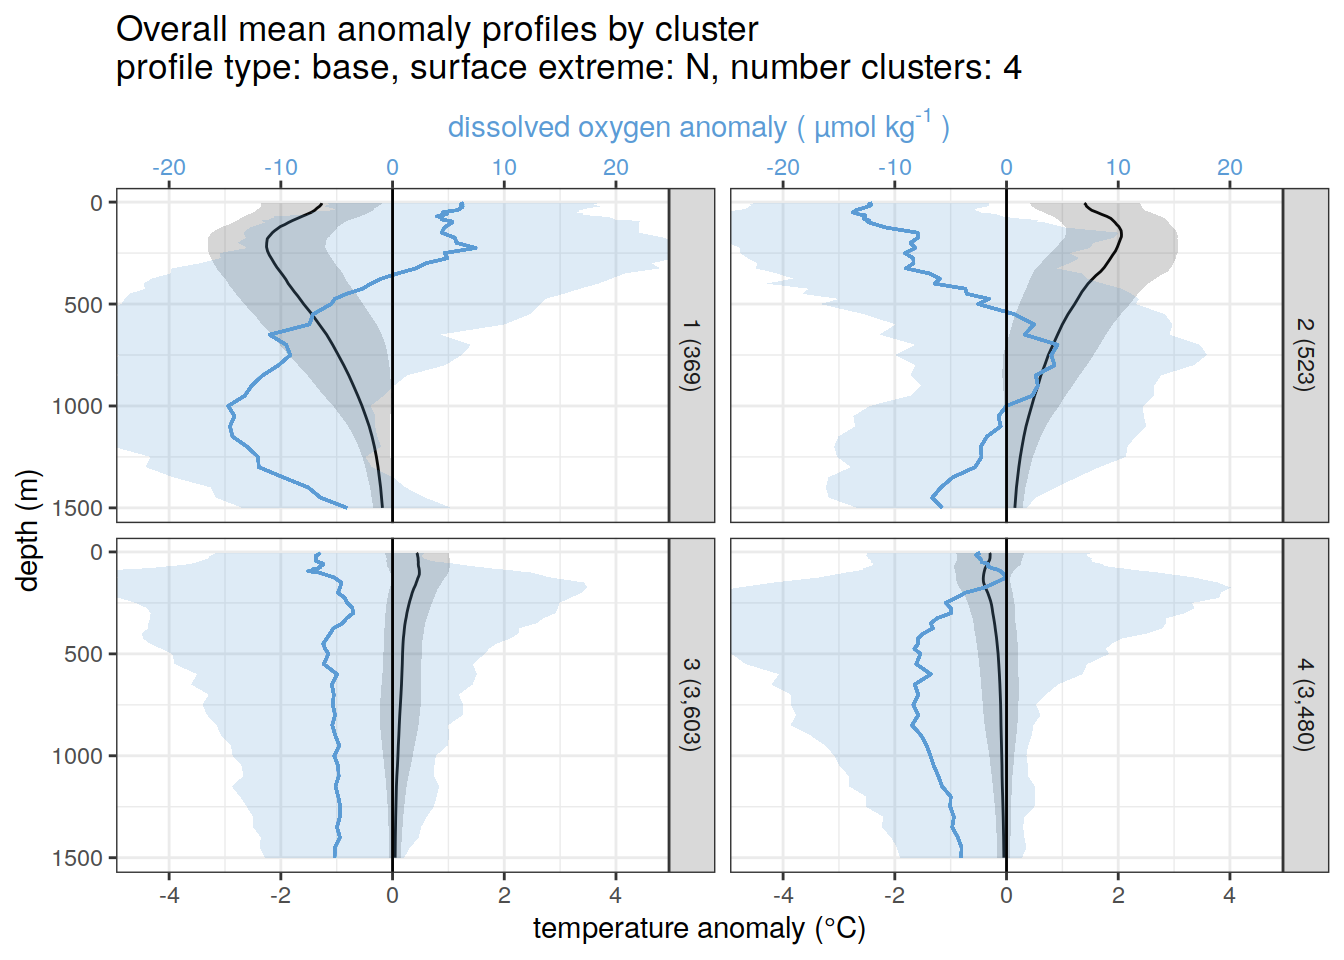 Overall mean anomaly profiles by cluster
profile type: base, surface extreme: N, number clusters: 4
dissolved oxygen anomaly ( µmol kg⁻¹ )
-20 -10 0 10 20 -20 -10 0 10 20
0
500
1000
1500
1 (369)
2 (523)
depth (m)
0
500
1000
1500
3 (3,603)
4 (3,480)
-4 -2 0 2 4 -4 -2 0 2 4
temperature anomaly (°C)